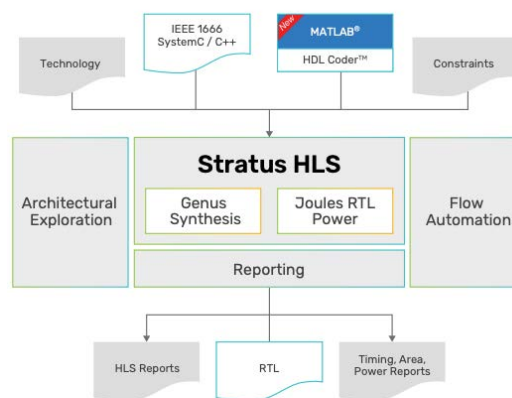 Technology
IEEE 1666
SystemC / C++
New
MATLAB®
HDL Coder™
Constraints
Architectural
Exploration
Stratus HLS
Genus
Synthesis
Joules RTL
Power
Flow
Automation
Reporting
HLS Reports
RTL
Timing, Area,
Power Reports